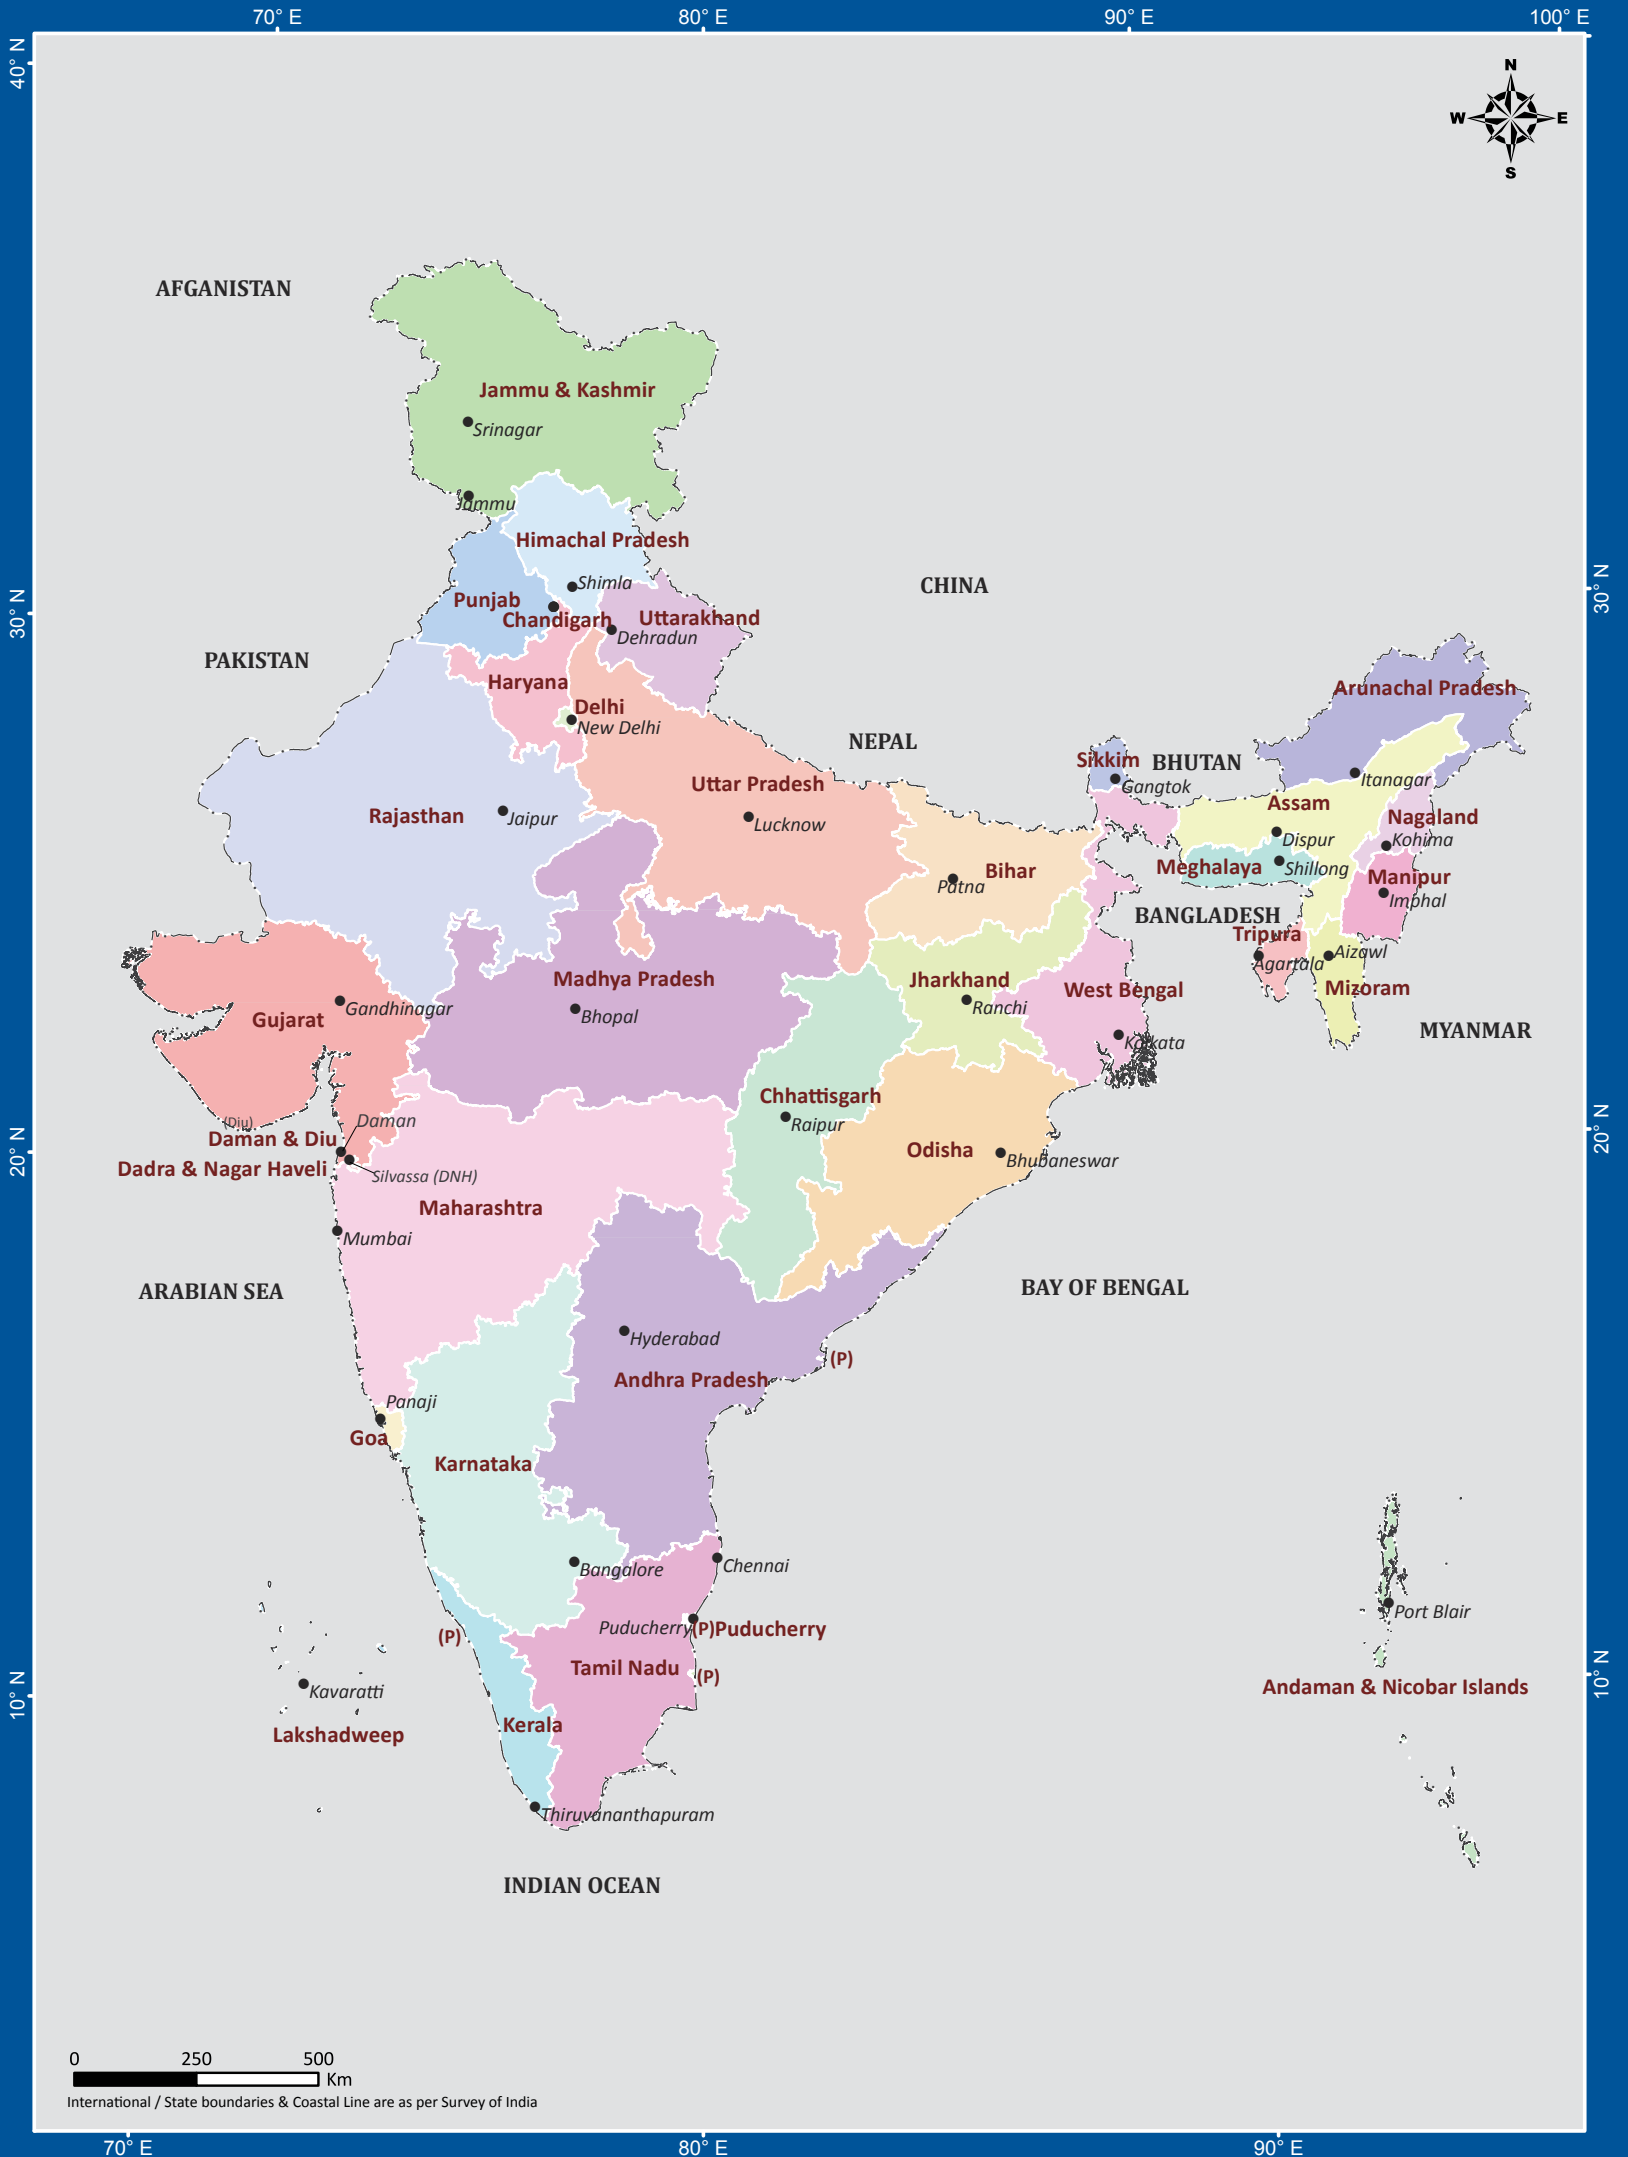 70° E
80° E
90° E
100° E
40° N
N
W
E
S
AFGANISTAN
Jammu & Kashmir
Srinagar
Jammu
Himachal Pradesh
Shimla
CHINA
30° N
30° N
Punjab
Chandigarh
Uttarakhand
Dehradun
PAKISTAN
Haryana
Delhi
New Delhi
Arunachal Pradesh
NEPAL
Sikkim
BHUTAN
Gangtok
Itanagar
Uttar Pradesh
Lucknow
Rajasthan
Jaipur
Assam
Dispur
Nagaland
Kohima
Meghalaya
Shillong
Bihar
Patna
Manipur
Imphal
BANGLADESH
Tripura
Agartala
Aizawl
Mizoram
Madhya Pradesh
Bhopal
Jharkhand
Ranchi
West Bengal
Kolkata
Gandhinagar
Gujarat
MYANMAR
Chhattisgarh
Raipur
(Diu)
Daman
20° N
20° N
Daman & Diu
Dadra & Nagar Haveli
Silvassa (DNH)
Odisha
Bhubaneswar
Maharashtra
Mumbai
ARABIAN SEA
BAY OF BENGAL
Hyderabad
(P)
Andhra Pradesh
Panaji
Goa
Karnataka
Bangalore
Chennai
Puducherry
(P)
Puducherry
(P)
Tamil Nadu
(P)
Port Blair
Andaman & Nicobar Islands
10° N
10° N
Kavaratti
Lakshadweep
Kerala
Thiruvananthapuram
INDIAN OCEAN
0
250
500
Km
International / State boundaries & Coastal Line are as per Survey of India
70° E
80° E
90° E